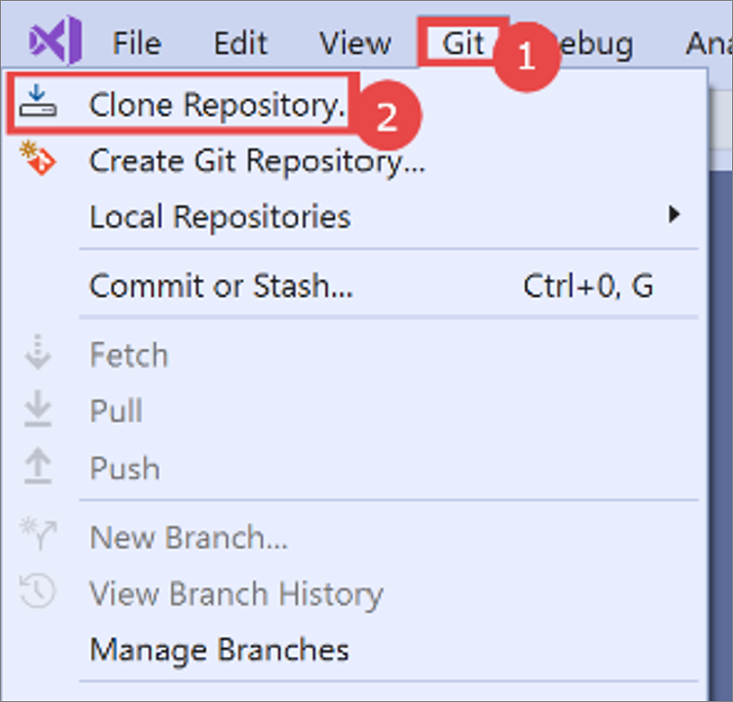 File Edit View Git 1 ebug Ana
Clone Repository. 2
Create Git Repository...
Local Repositories
Commit or Stash... Ctrl+0, G
Fetch
Pull
Push
New Branch...
View Branch History
Manage Branches